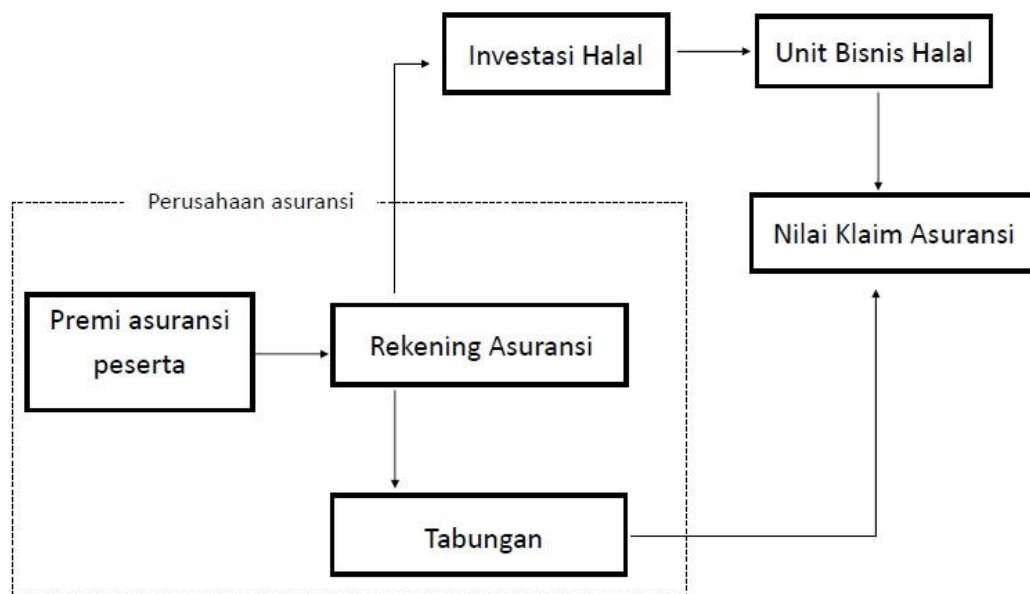 Investasi Halal
Unit Bisnis Halal
Perusahaan asuransi
Nilai Klaim Asuransi
Premi asuransi
peserta
Rekening Asuransi
Tabungan